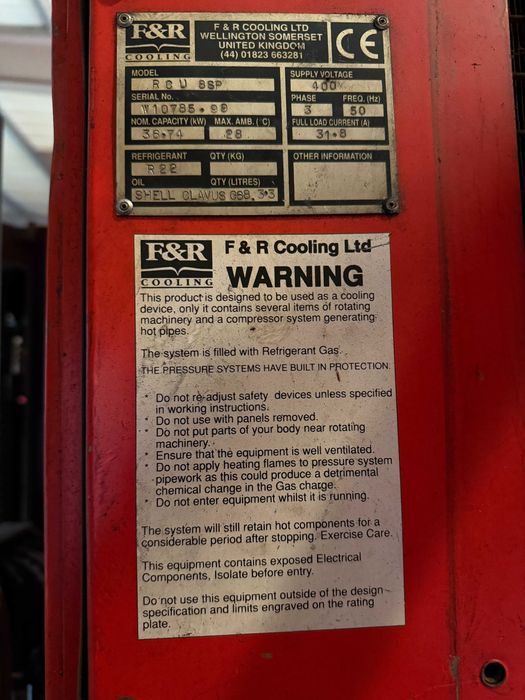 F&R
COOLING
F & R COOLING LTD
WELLINGTON SOMERSET
UNITED KINGDOM
(44) 01823 663281
CE
MODEL
R C U 8SP
SERIAL No.
W10785.99
NOM. CAPACITY (kW) MAX. AMB. (°C)
36.74 28
REFRIGERANT QTY (KG)
R22
OIL QTY (LITRES)
SHELL CLAVUS G68, 3.3
SUPPLY VOLTAGE
400
PHASE FREQ. (Hz)
3 50
FULL LOAD CURRENT (A)
31.8
OTHER INFORMATION
F&R
COOLING
F & R Cooling Ltd
WARNING
This product is designed to be used as a cooling
device, only it contains several items of rotating
machinery and a compressor system generating
hot pipes.
The system is filled with Refrigerant Gas.
THE PRESSURE SYSTEMS HAVE BUILT IN PROTECTION.
* Do not re-adjust safety devices unless specified
in working instructions.
* Do not use with panels removed.
* Do not put parts of your body near rotating
machinery.
* Ensure that the equipment is well ventilated.
* Do not apply heating flames to pressure system
pipework as this could produce a detrimental
chemical change in the Gas charge.
* Do not enter equipment whilst it is running.
The system will still retain hot components for a
considerable period after stopping. Exercise Care.
This equipment contains exposed Electrical
Components, Isolate before entry.
Do not use this equipment outside of the design
specification and limits engraved on the rating
plate.